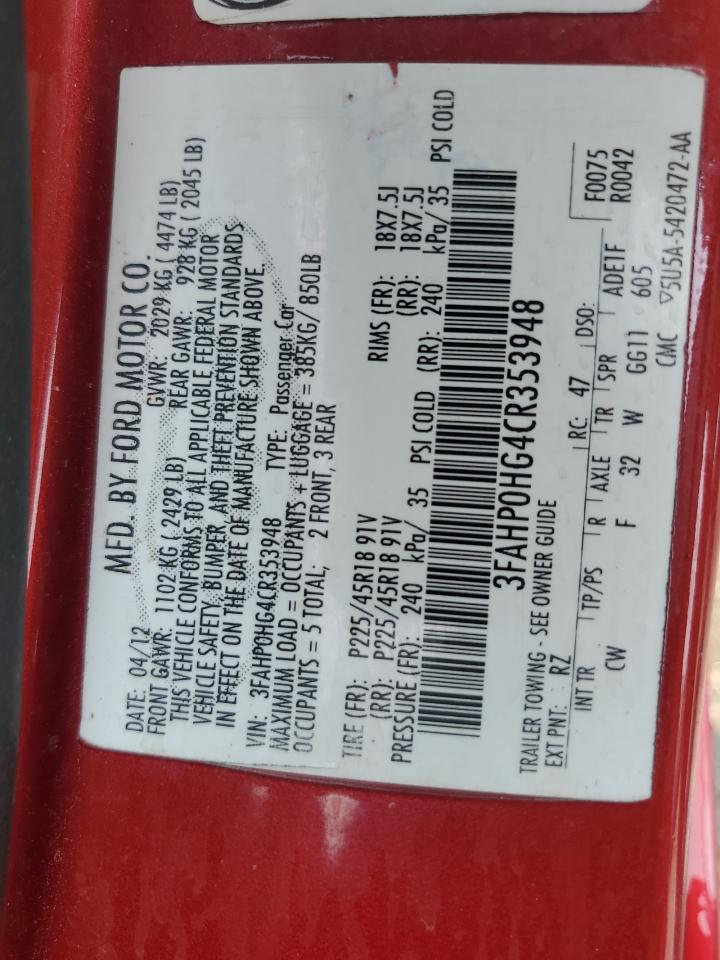 MFD. BY FORD MOTOR CO.
DATE: 04/12 GVWR: 2029 KG ( 4474 LB)
FRONT GAWR: 1102 KG ( 2429 LB) REAR GAWR: 928 KG ( 2045 LB)
THIS VEHICLE CONFORMS TO ALL APPLICABLE FEDERAL MOTOR
VEHICLE SAFETY, BUMPER, AND THEFT PREVENTION STANDARDS
IN EFFECT ON THE DATE OF MANUFACTURE SHOWN ABOVE.
VIN: 3FAHP0HG4CR353948 TYPE: Passenger Car
MAXIMUM LOAD = OCCUPANTS + LUGGAGE = 385KG/ 850LB
OCCUPANTS = 5 TOTAL; 2 FRONT, 3 REAR
TIRE (FR): P225/45R18 91V RIMS (FR): 18X7.5J
(RR): P225/45R18 91V (RR): 18X7.5J
PRESSURE (FR): 240 kPa/ 35 PSI COLD (RR): 240 kPa/ 35 PSI COLD
3FAHP0HG4CR353948
TRAILER TOWING - SEE OWNER GUIDE
EXT PNT: RZ RC: 47 DSO: F0075
R0042
INT TR TP/PS R AXLE TR SPR ADE1F
CW F 32 W GG11 605
CMC ▽5U5A-5420472-AA